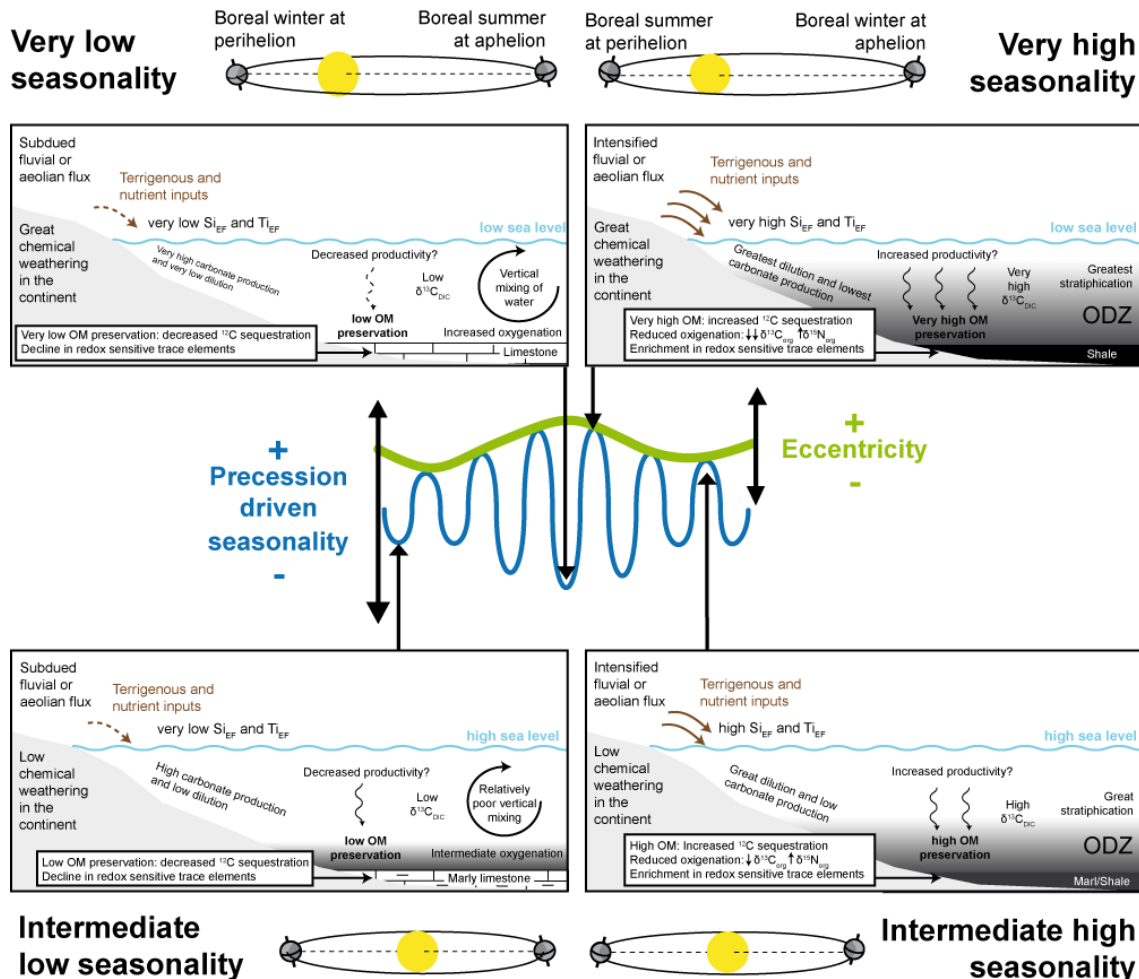 Very low
seasonality
Boreal winter at
perihelion
Boreal summer
at aphelion
Boreal summer
at perihelion
Boreal winter at
aphelion
Very high
seasonality
Subdued
fluvial or
aeolian flux
Terrigenous and
nutrient inputs
very low Si_EF and Ti_EF
low sea level
Great
chemical
weathering
in the
continent
Very high carbonate production
and very low dilution
Decreased productivity?
Low
δ¹³C_DIC
Vertical
mixing of
water
low OM
preservation
Increased oxygenation
Very low OM preservation: decreased ¹²C sequestration
Decline in redox sensitive trace elements
Limestone
Intensified
fluvial or
aeolian flux
Terrigenous and
nutrient inputs
very high Si_EF and Ti_EF
low sea level
Great
chemical
weathering
in the
continent
Greatest dilution and lowest
carbonate production
Increased productivity?
Very
high
δ¹³C_DIC
Greatest
stratiphication
ODZ
Very high OM
preservation
Very high OM: increased ¹²C sequestration
Reduced oxigenation: ↓↓δ¹³C_org ↑δ¹⁵N_org
Enrichment in redox sensitive trace elements
Shale
+
Precession
driven
seasonality
-
+
Eccentricity
-
Subdued
fluvial or
aeolian flux
Terrigenous and
nutrient inputs
very low Si_EF and Ti_EF
high sea level
Low
chemical
weathering
in the
continent
High carbonate production
and low dilution
Decreased productivity?
Low
δ¹³C_DIC
Relatively
poor vertical
mixing
low OM
preservation
Intermediate oxygenation
Low OM preservation: decreased ¹²C sequestration
Decline in redox sensitive trace elements
Marly limestone
Intensified
fluvial or
aeolian flux
Terrigenous and
nutrient inputs
high Si_EF and Ti_EF
high sea level
Low
chemical
weathering
in the
continent
Great dilution and low
carbonate production
Increased productivity?
High
δ¹³C_DIC
Great
stratiphication
ODZ
high OM
preservation
High OM: Increased ¹²C sequestration
Reduced oxigenation: ↓δ¹³C_org ↑δ¹⁵N_org
Enrichment in redox sensitive trace elements
Marl/Shale
Intermediate
low seasonality
Intermediate high
seasonality